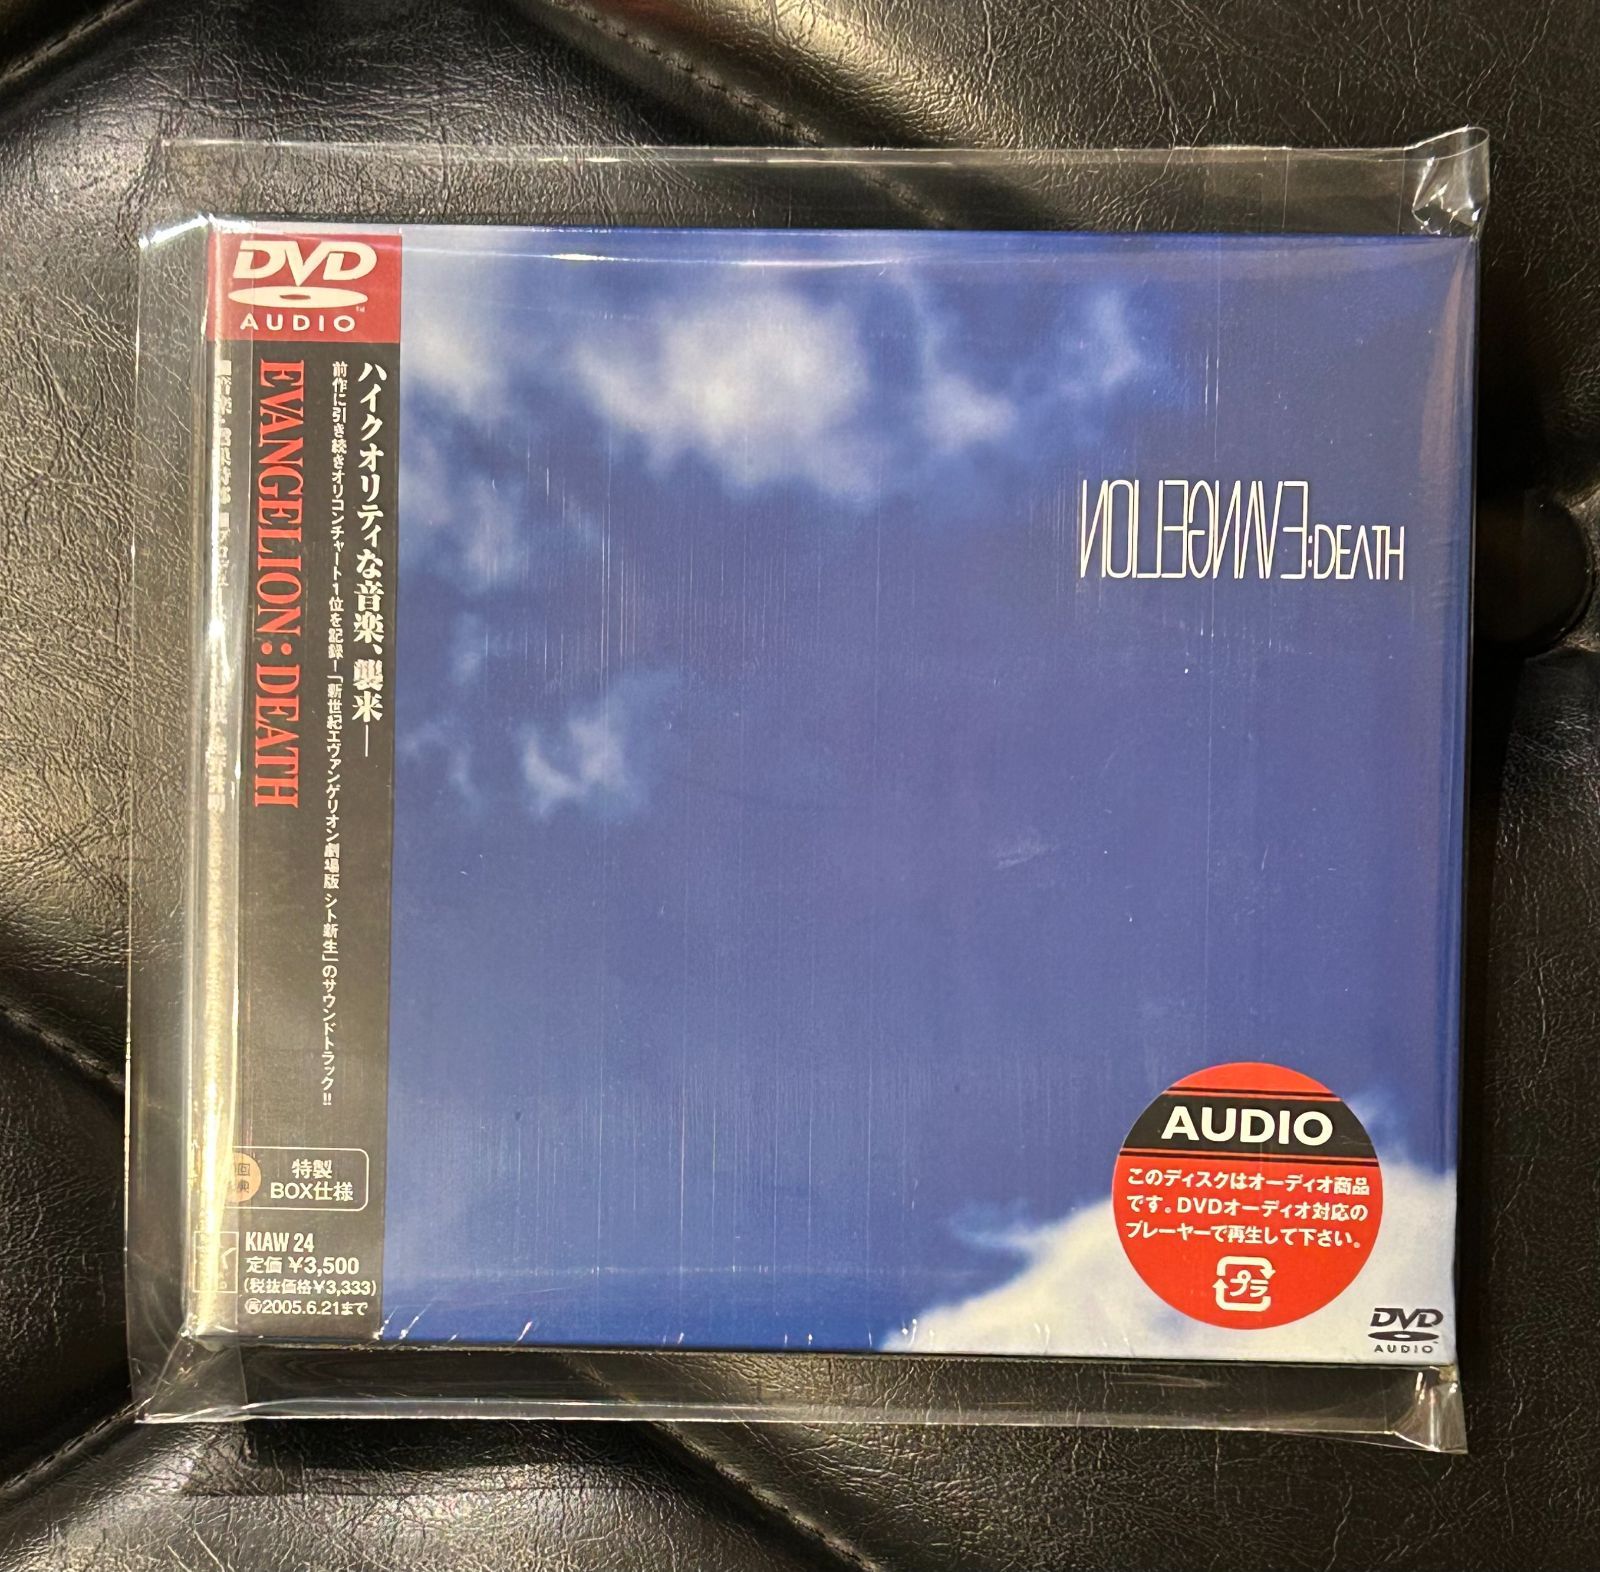 DVD
AUDIO
ハイクオリティな音楽、襲来—
前作に引き続きオリコンチャート1位を記録!「新世紀エヴァンゲリオン劇場版 シト新生」のサウンドトラック!!
EVANGELION: DEATH
特製
BOX仕様
KIAW 24
定価 ¥3,500
(税抜価格¥3,333)
2005.6.21まで
EVANGELION:DEATH
AUDIO
このディスクはオーディオ商品
です。DVDオーディオ対応の
プレーヤーで再生して下さい。
プラ
DVD
AUDIO